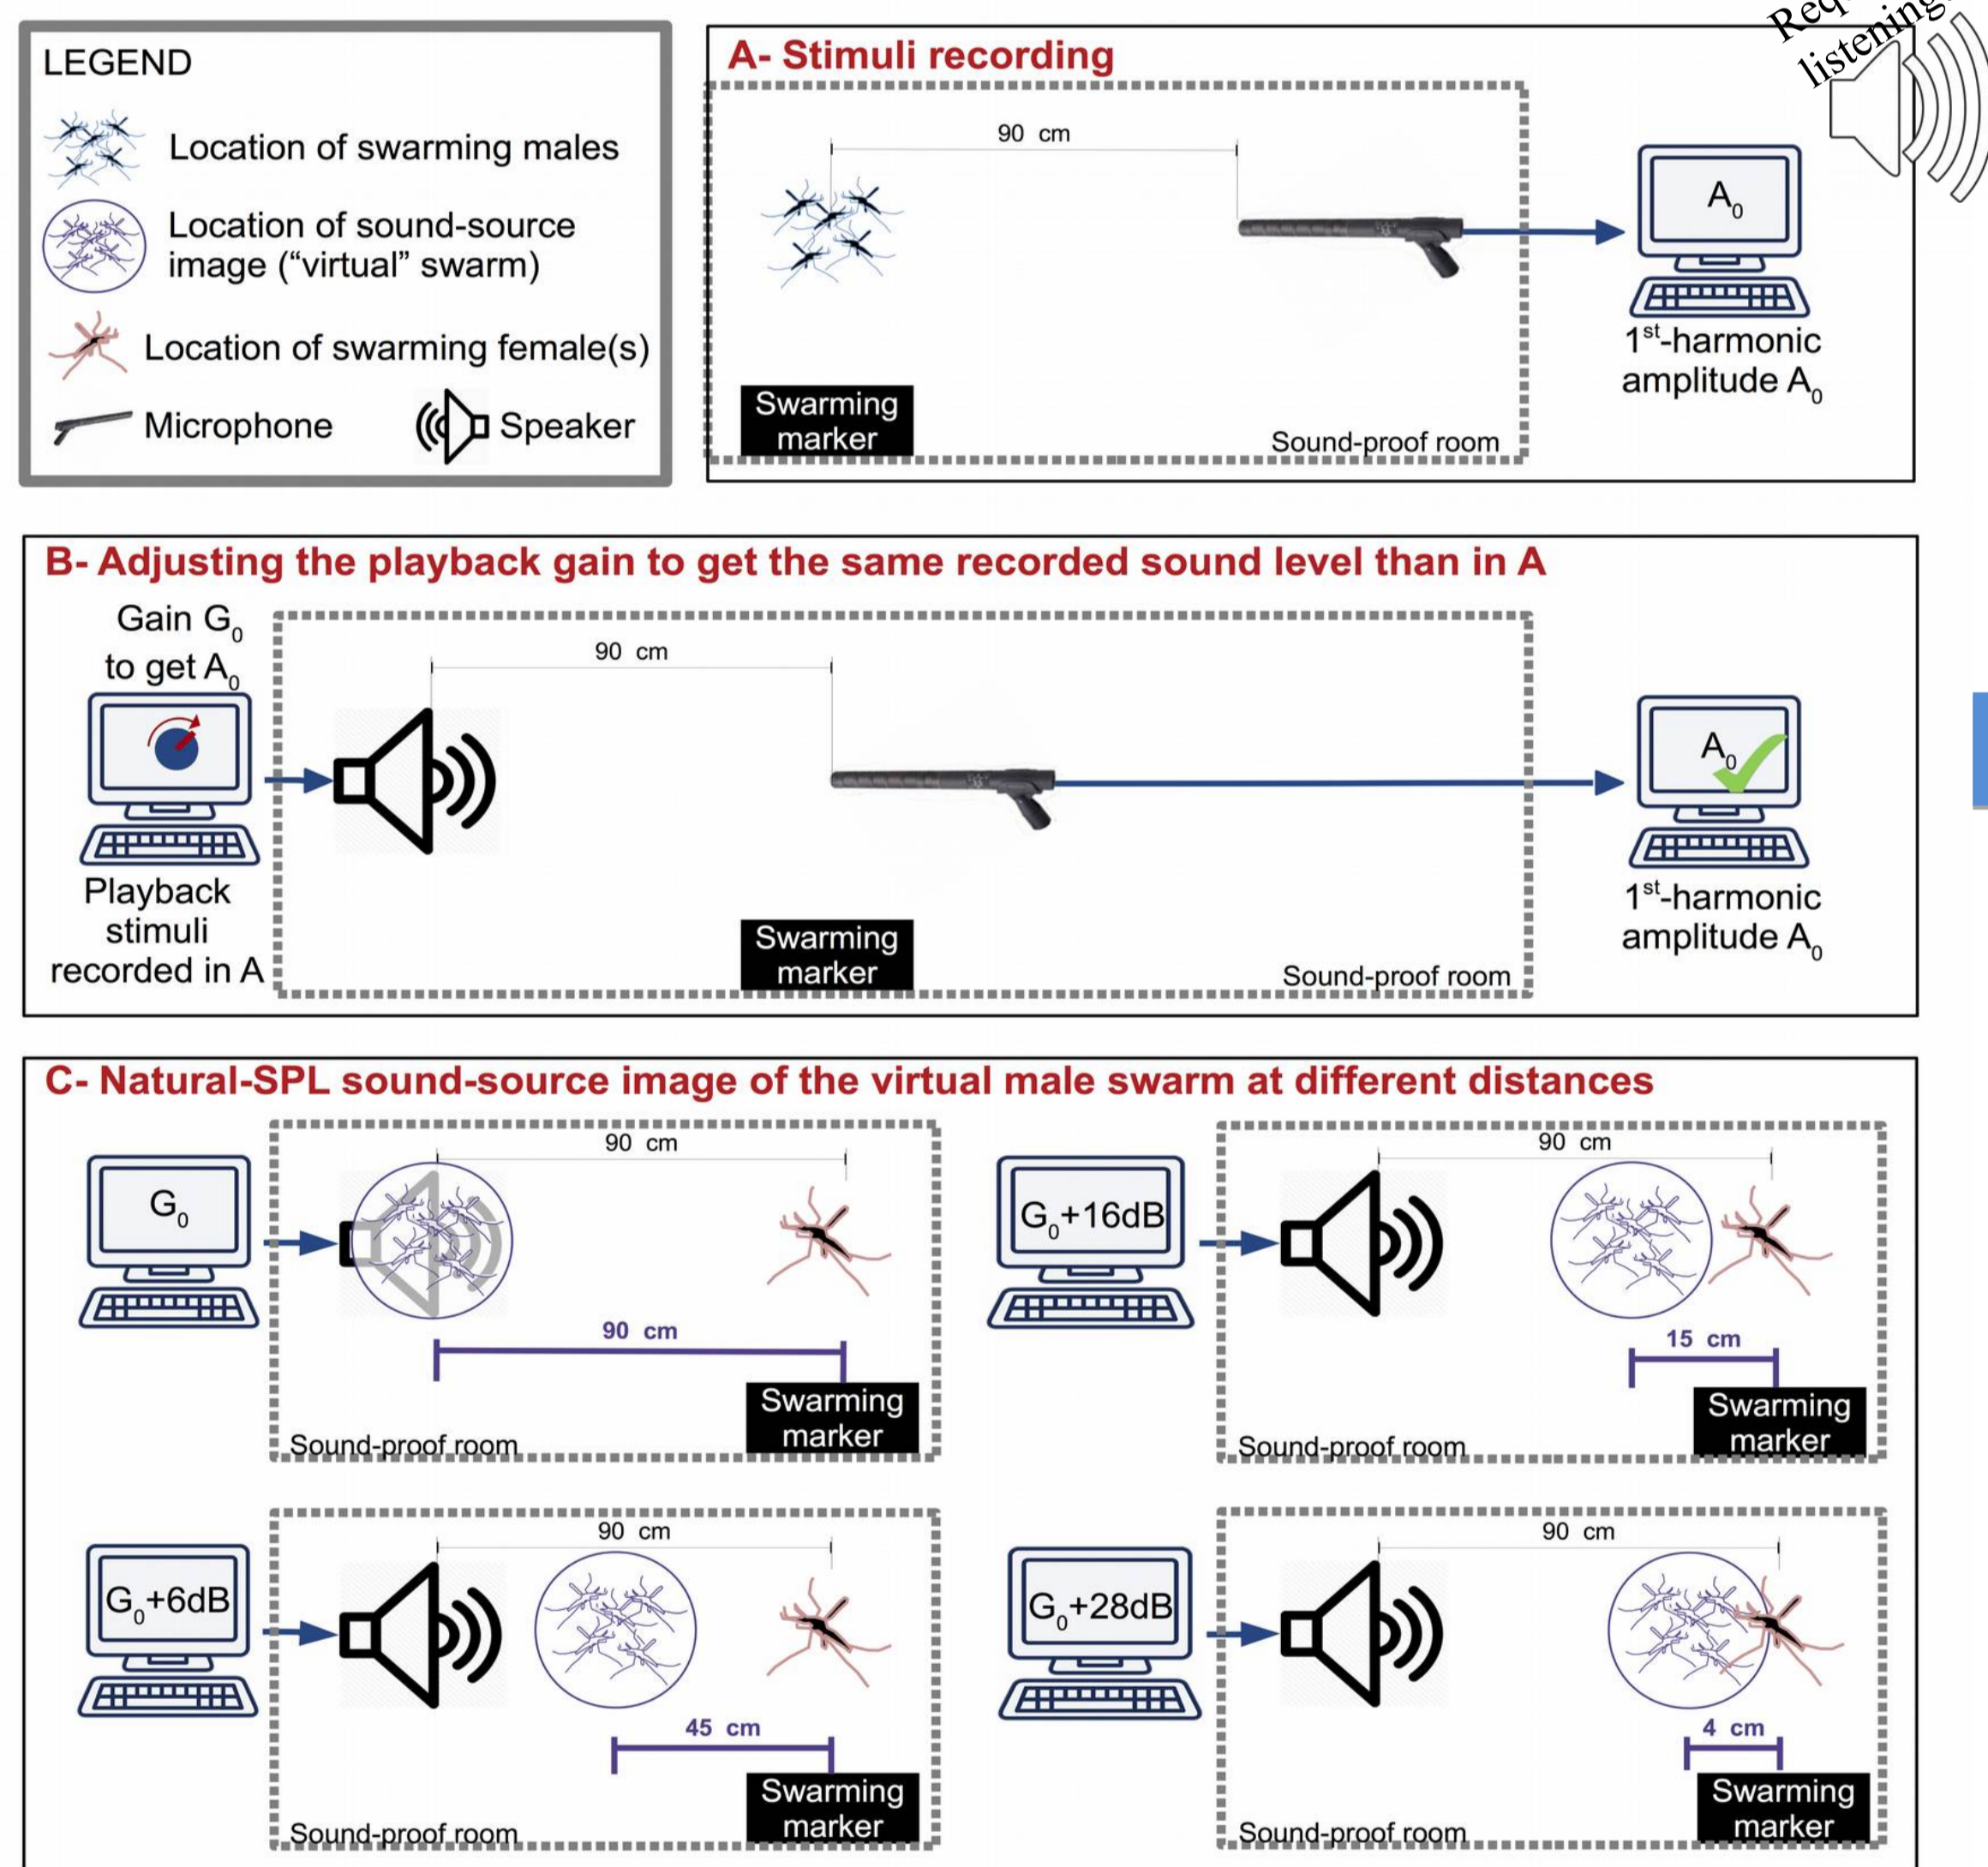 LEGEND
Location of swarming males
Location of sound-source
image (“virtual” swarm)
Location of swarming female(s)
Microphone
Speaker
A- Stimuli recording
90 cm
A0
1st-harmonic
amplitude A0
Swarming
marker
Sound-proof room
listening
B- Adjusting the playback gain to get the same recorded sound level than in A
Gain G0
to get A0
90 cm
A0
Playback
stimuli
recorded in A
Swarming
marker
Sound-proof room
1st-harmonic
amplitude A0
C- Natural-SPL sound-source image of the virtual male swarm at different distances
G0
90 cm
90 cm
Swarming
marker
Sound-proof room
G0+16dB
90 cm
15 cm
Swarming
marker
Sound-proof room
G0+6dB
90 cm
45 cm
Swarming
marker
Sound-proof room
G0+28dB
90 cm
4 cm
Swarming
marker
Sound-proof room